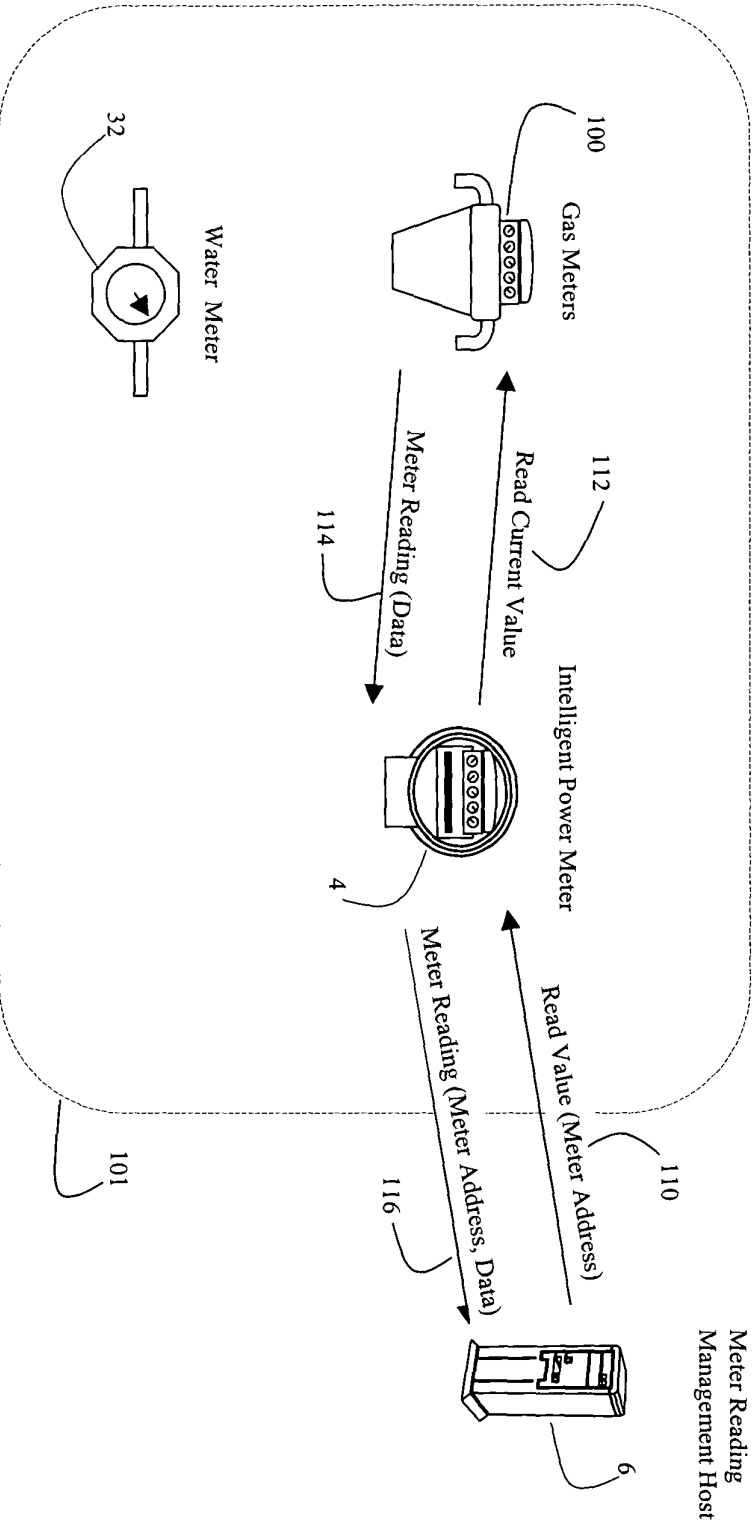 Meter Reading
Management Host
6
110
Read Value (Meter Address)
Meter Reading (Meter Address, Data)
116
101
Intelligent Power Meter
4
112
Read Current Value
Meter Reading (Data)
114
Gas Meters
100
Water Meter
32